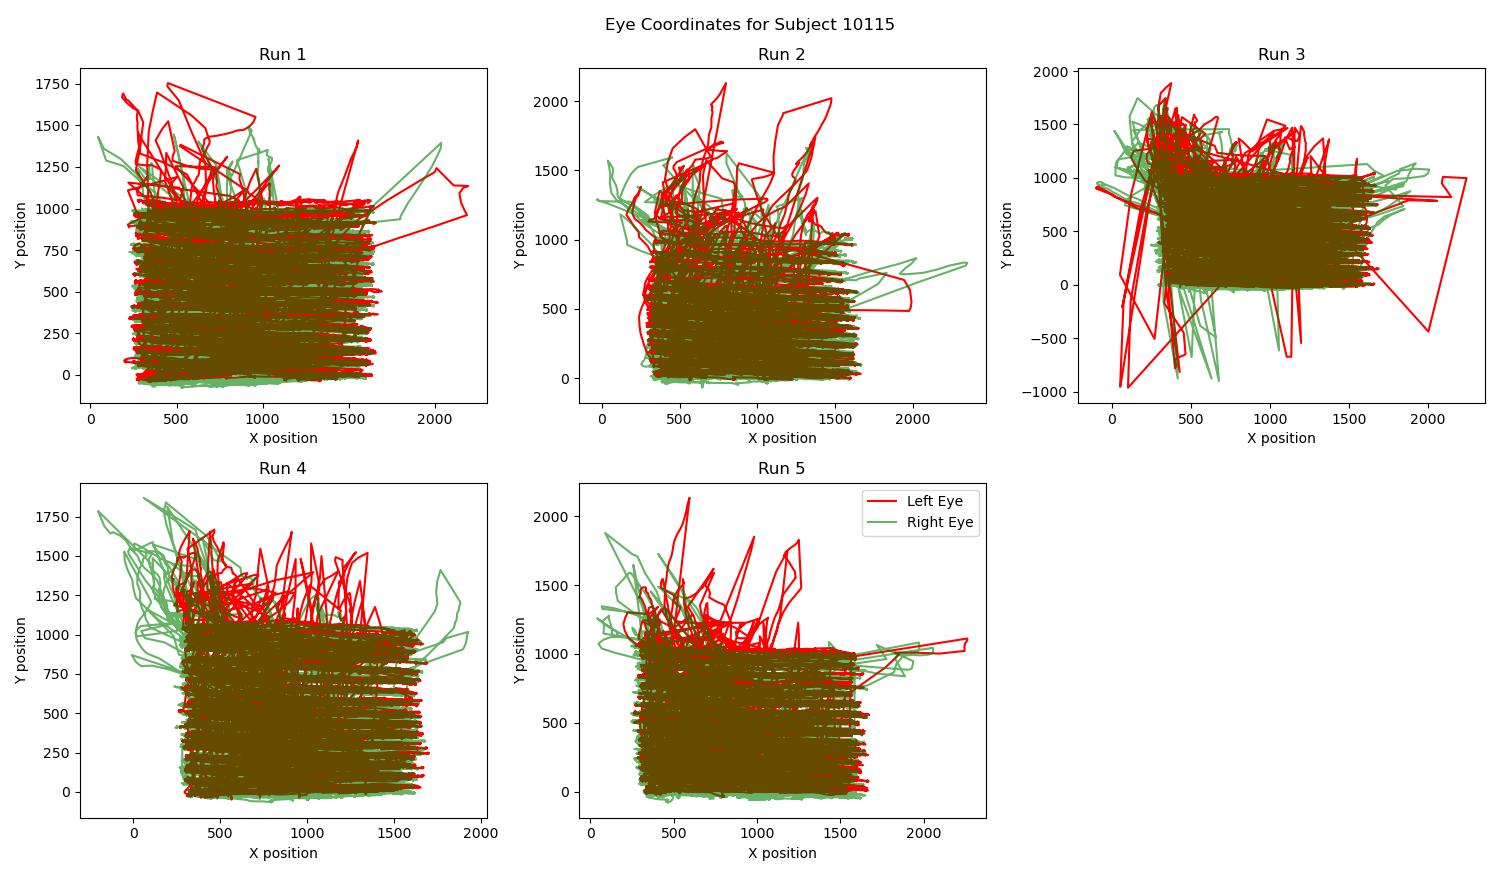 Eye Coordinates for Subject 10115
Run 1
Run 2
Run 3
1750
1500
1250
1000
750
500
250
0
Y position
0 500 1000 1500 2000
X position
2000
1500
1000
500
0
Y position
0 500 1000 1500 2000
X position
2000
1500
1000
500
0
−500
−1000
Y position
0 500 1000 1500 2000
X position
Run 4
Run 5
1750
1500
1250
1000
750
500
250
0
Y position
0 500 1000 1500 2000
X position
Left Eye
Right Eye
2000
1500
1000
500
0
Y position
0 500 1000 1500 2000
X position